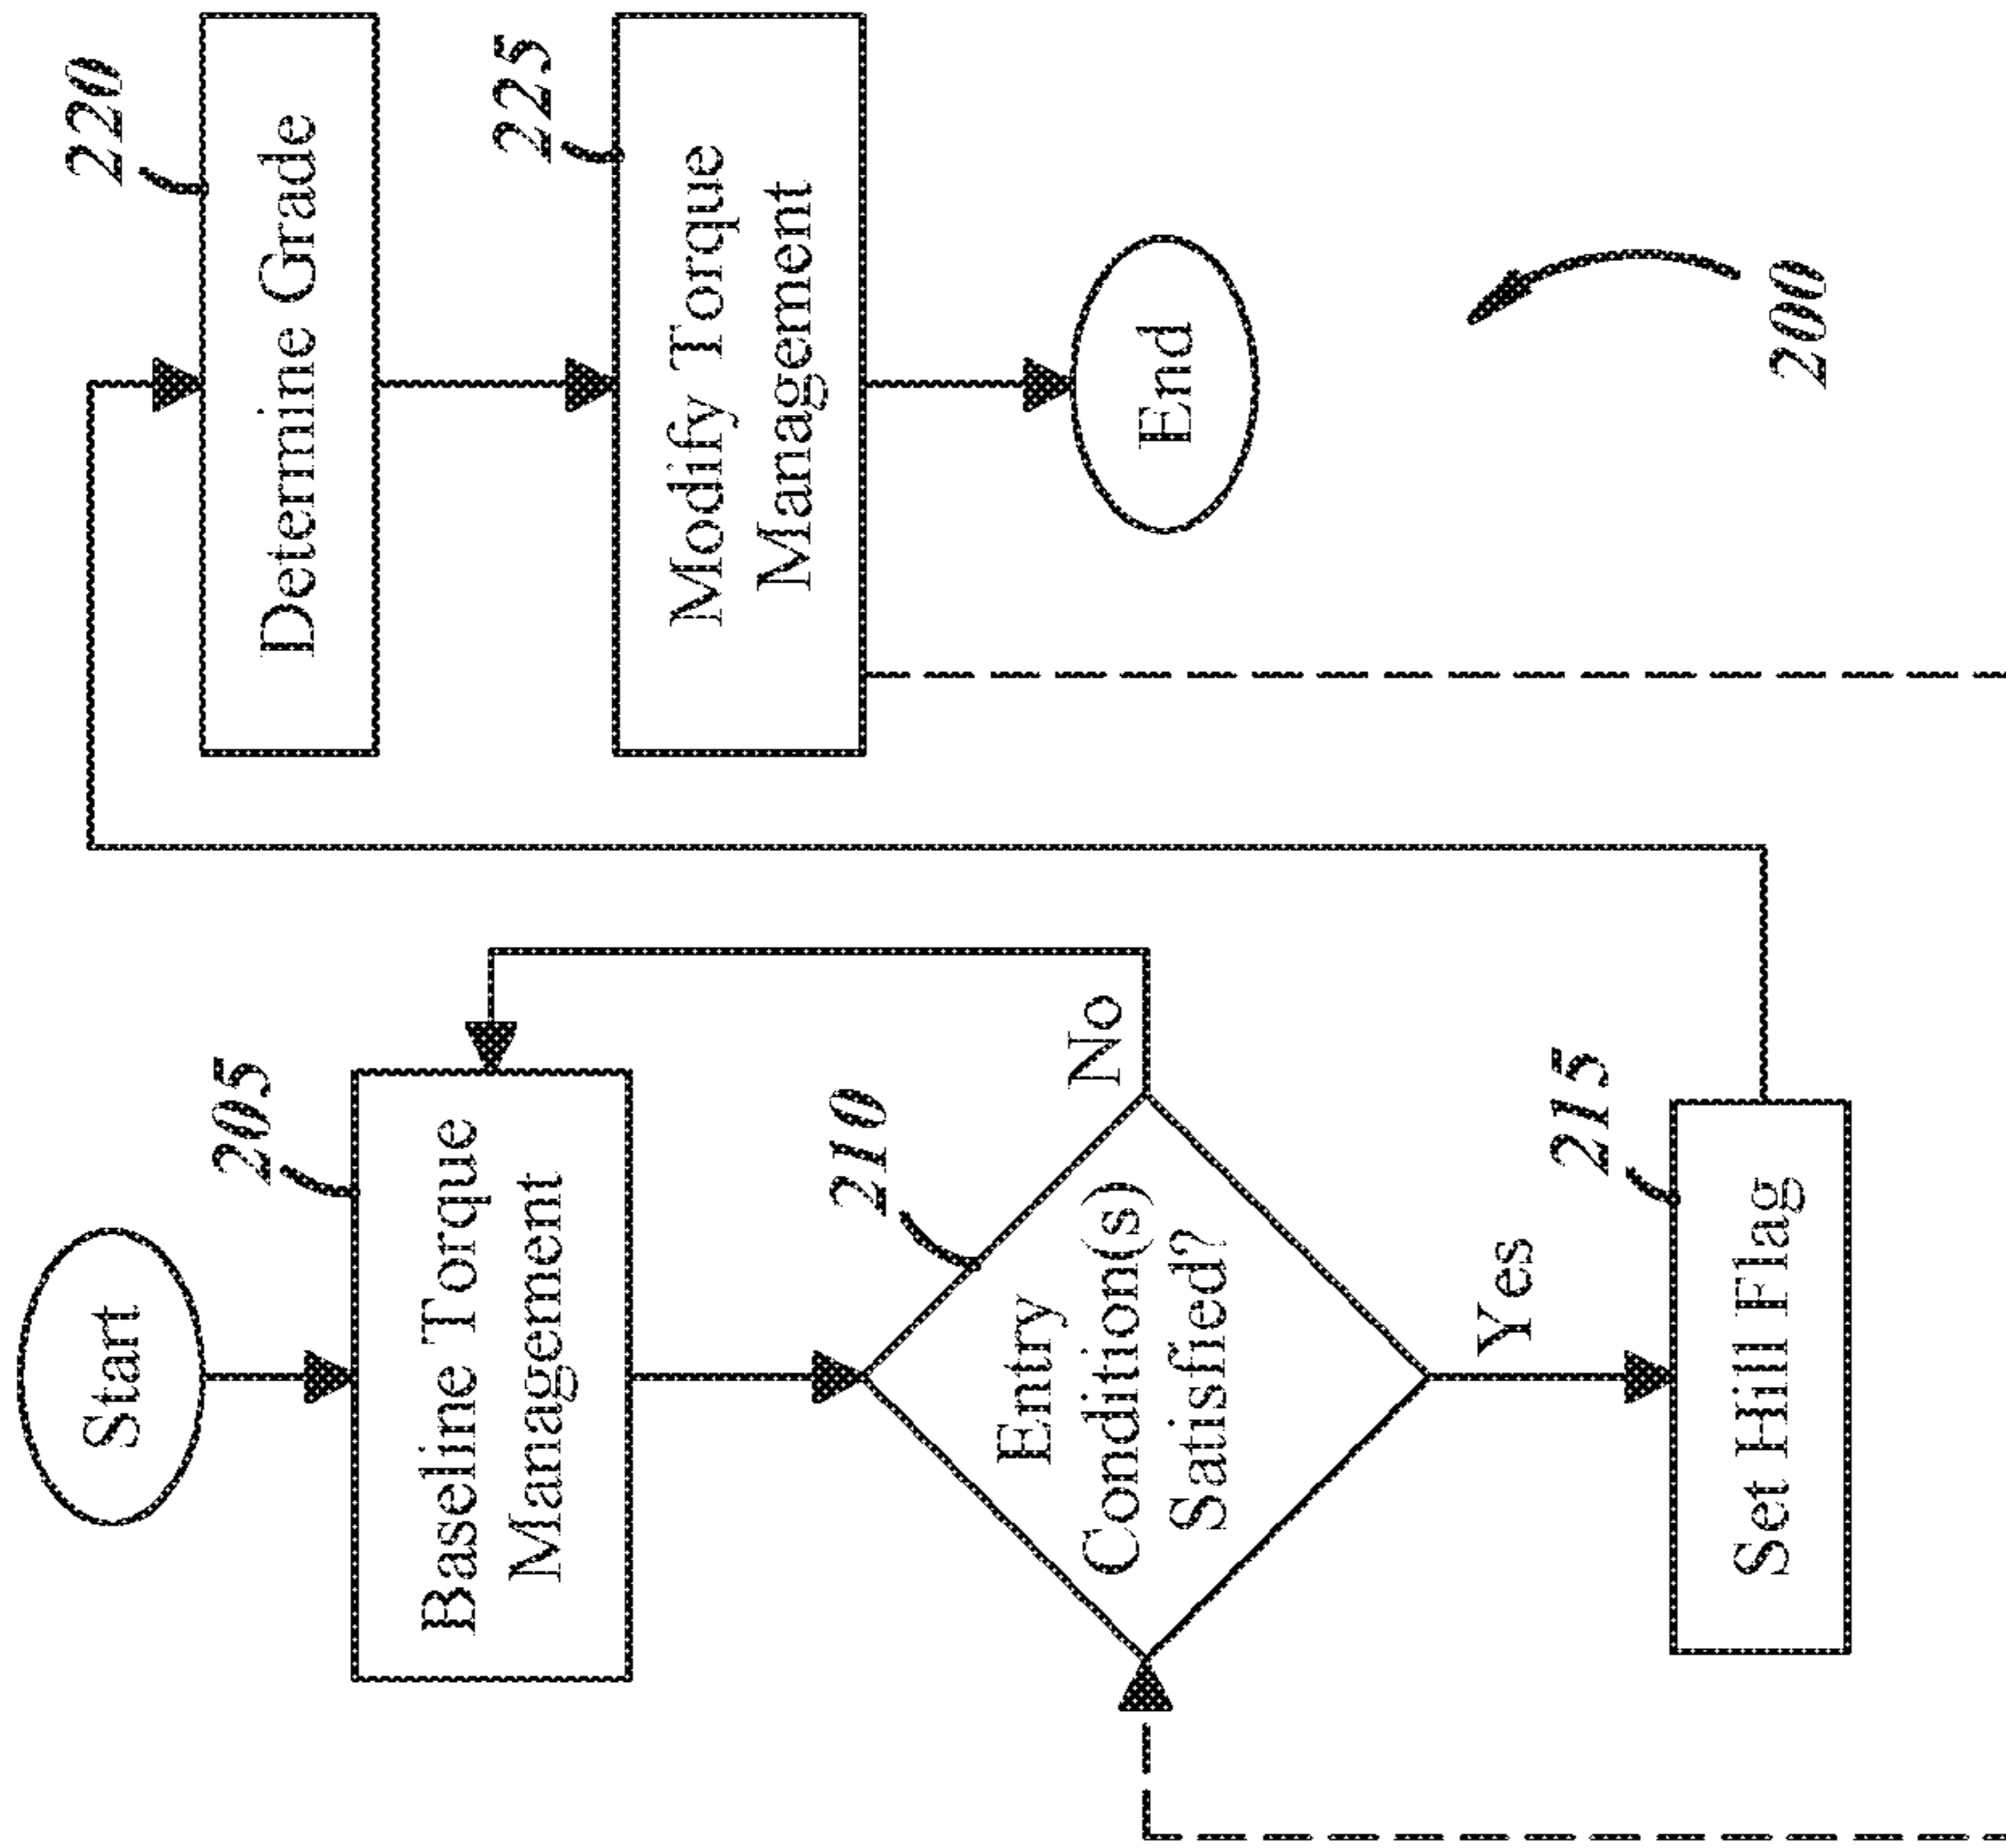 Start
205
Baseline Torque
Management
210
Entry
Condition(s)
Satisfied?
No
Yes
215
Set Hill Flag
220
Determine Grade
225
Modify Torque
Management
End
200